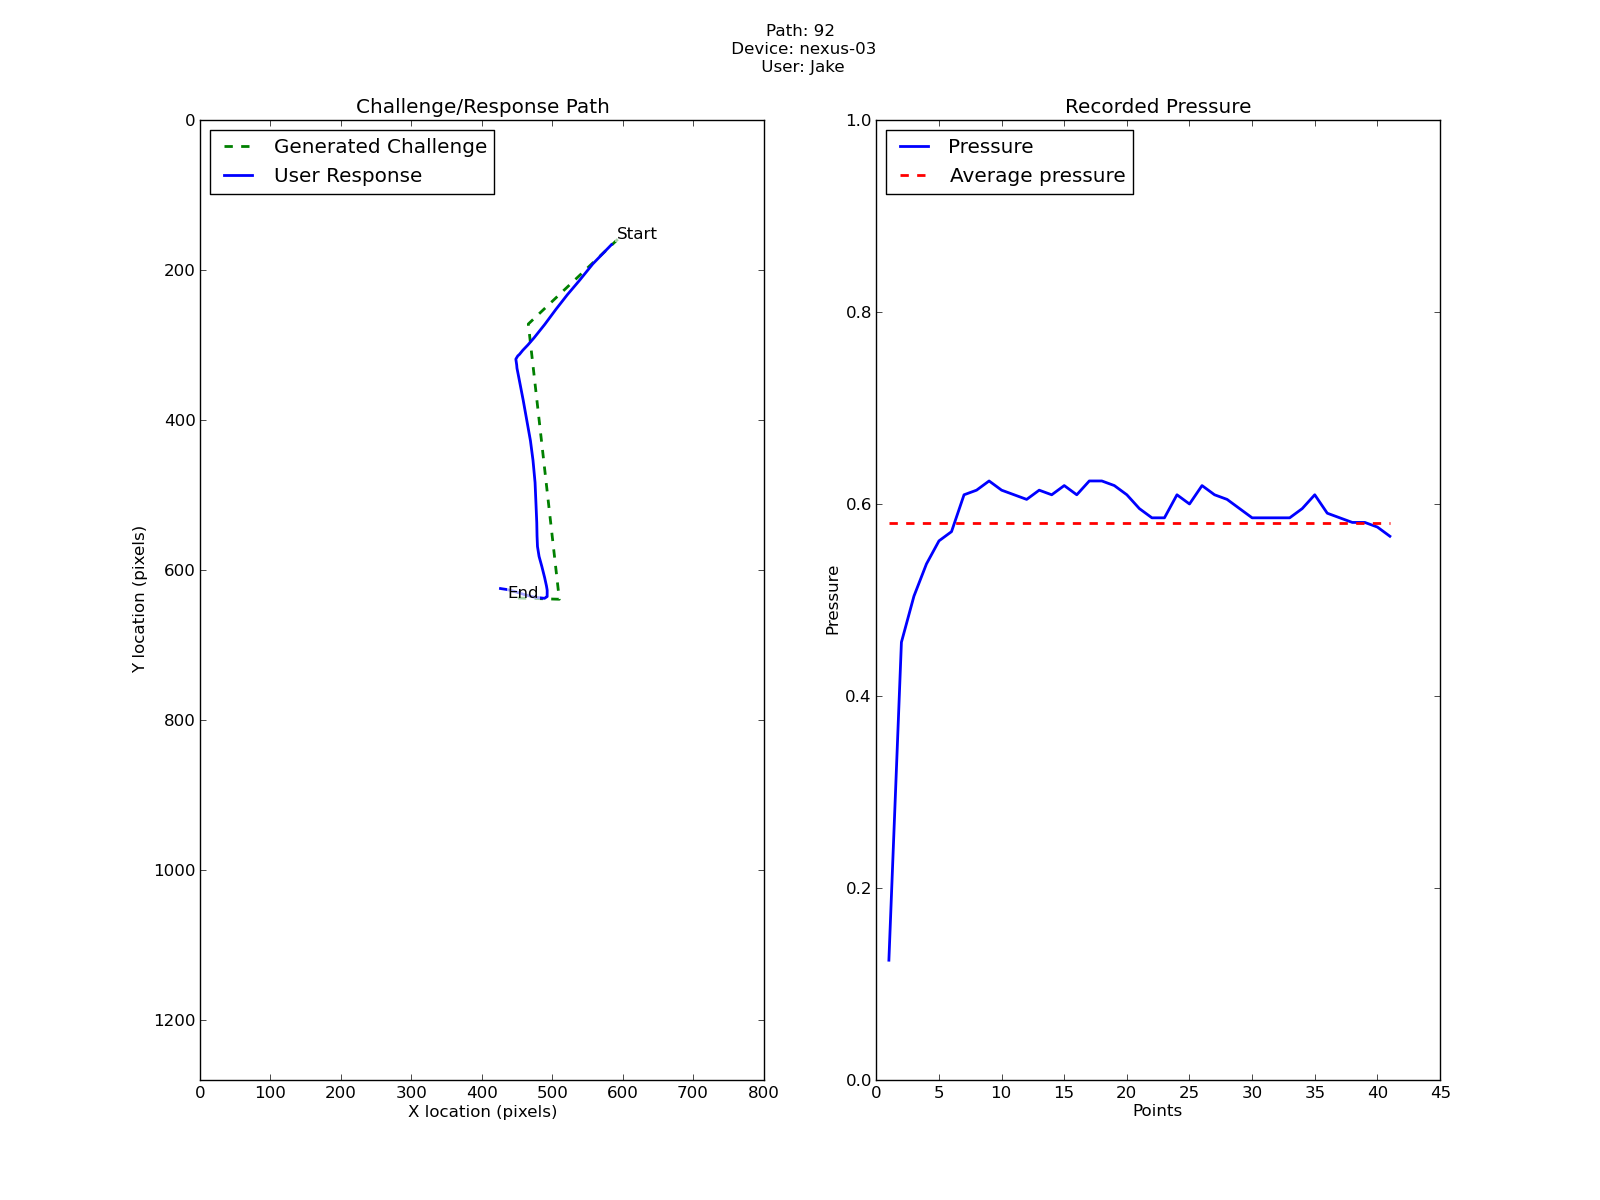 Path: 92
Device: nexus-03
User: Jake
Challenge/Response Path
Generated Challenge
User Response
Start
End
0
200
400
600
800
1000
1200
Y location (pixels)
0 100 200 300 400 500 600 700 800
X location (pixels)
Recorded Pressure
Pressure
Average pressure
1.0
0.8
0.6
0.4
0.2
0.0
Pressure
0 5 10 15 20 25 30 35 40 45
Points